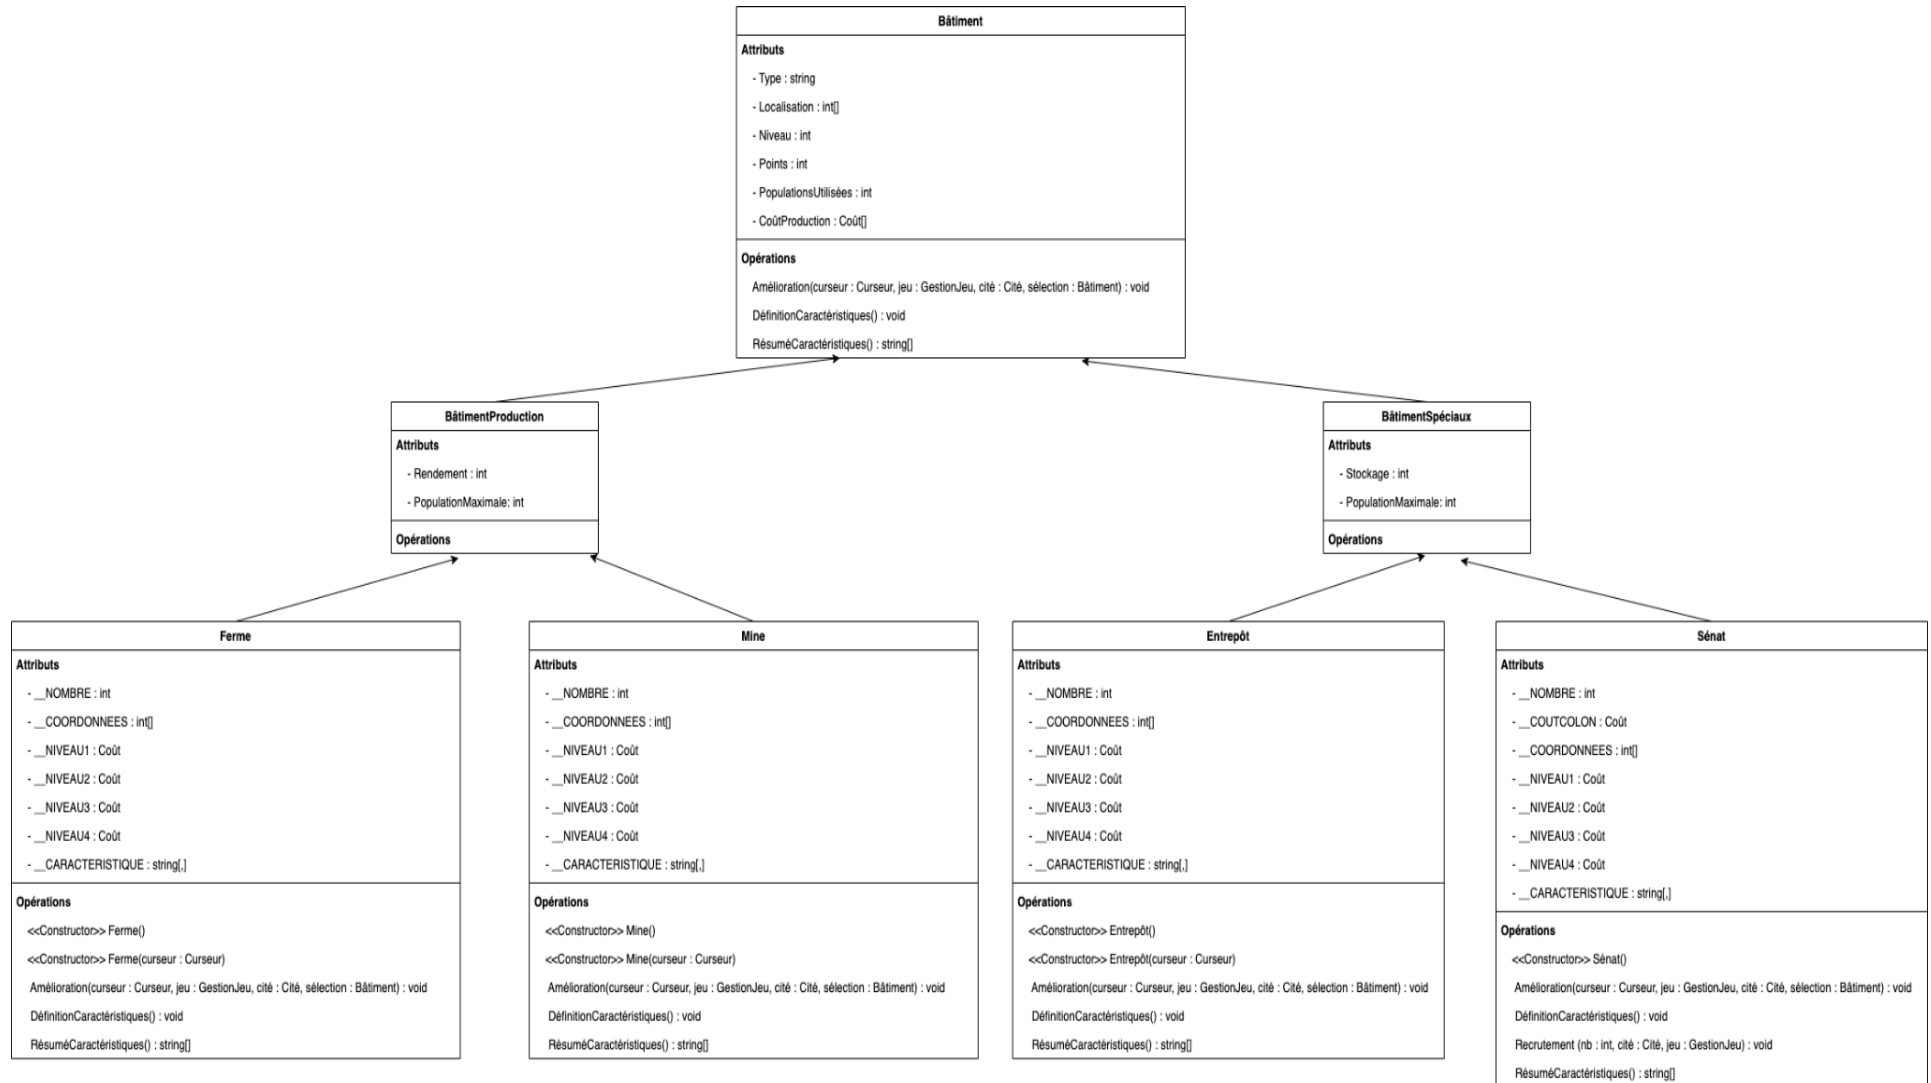 Bâtiment
Attributs
- Type : string
- Localisation : int[]
- Niveau : int
- Points : int
- PopulationsUtilisées : int
- CoûtProduction : Coût[]
Opérations
Amélioration(curseur : Curseur, jeu : GestionJeu, cité : Cité, sélection : Bâtiment) : void
DéfinitionCaractéristiques() : void
RésuméCaractéristiques() : string[]
BâtimentProduction
Attributs
- Rendement : int
- PopulationMaximale: int
Opérations
BâtimentSpéciaux
Attributs
- Stockage : int
- PopulationMaximale: int
Opérations
Ferme
Attributs
- __NOMBRE : int
- __COORDONNEES : int[]
- __NIVEAU1 : Coût
- __NIVEAU2 : Coût
- __NIVEAU3 : Coût
- __NIVEAU4 : Coût
- __CARACTERISTIQUE : string[,]
Opérations
<<Constructor>> Ferme()
<<Constructor>> Ferme(curseur : Curseur)
Amélioration(curseur : Curseur, jeu : GestionJeu, cité : Cité, sélection : Bâtiment) : void
DéfinitionCaractéristiques() : void
RésuméCaractéristiques() : string[]
Mine
Attributs
- __NOMBRE : int
- __COORDONNEES : int[]
- __NIVEAU1 : Coût
- __NIVEAU2 : Coût
- __NIVEAU3 : Coût
- __NIVEAU4 : Coût
- __CARACTERISTIQUE : string[,]
Opérations
<<Constructor>> Mine()
<<Constructor>> Mine(curseur : Curseur)
Amélioration(curseur : Curseur, jeu : GestionJeu, cité : Cité, sélection : Bâtiment) : void
DéfinitionCaractéristiques() : void
RésuméCaractéristiques() : string[]
Entrepôt
Attributs
- __NOMBRE : int
- __COORDONNEES : int[]
- __NIVEAU1 : Coût
- __NIVEAU2 : Coût
- __NIVEAU3 : Coût
- __NIVEAU4 : Coût
- __CARACTERISTIQUE : string[,]
Opérations
<<Constructor>> Entrepôt()
<<Constructor>> Entrepôt(curseur : Curseur)
Amélioration(curseur : Curseur, jeu : GestionJeu, cité : Cité, sélection : Bâtiment) : void
DéfinitionCaractéristiques() : void
RésuméCaractéristiques() : string[]
Sénat
Attributs
- __NOMBRE : int
- __COUTCOLON : Coût
- __COORDONNEES : int[]
- __NIVEAU1 : Coût
- __NIVEAU2 : Coût
- __NIVEAU3 : Coût
- __NIVEAU4 : Coût
- __CARACTERISTIQUE : string[,]
Opérations
<<Constructor>> Sénat()
Amélioration(curseur : Curseur, jeu : GestionJeu, cité : Cité, sélection : Bâtiment) : void
DéfinitionCaractéristiques() : void
Recrutement (nb : int, cité : Cité, jeu : GestionJeu) : void
RésuméCaractéristiques() : string[]